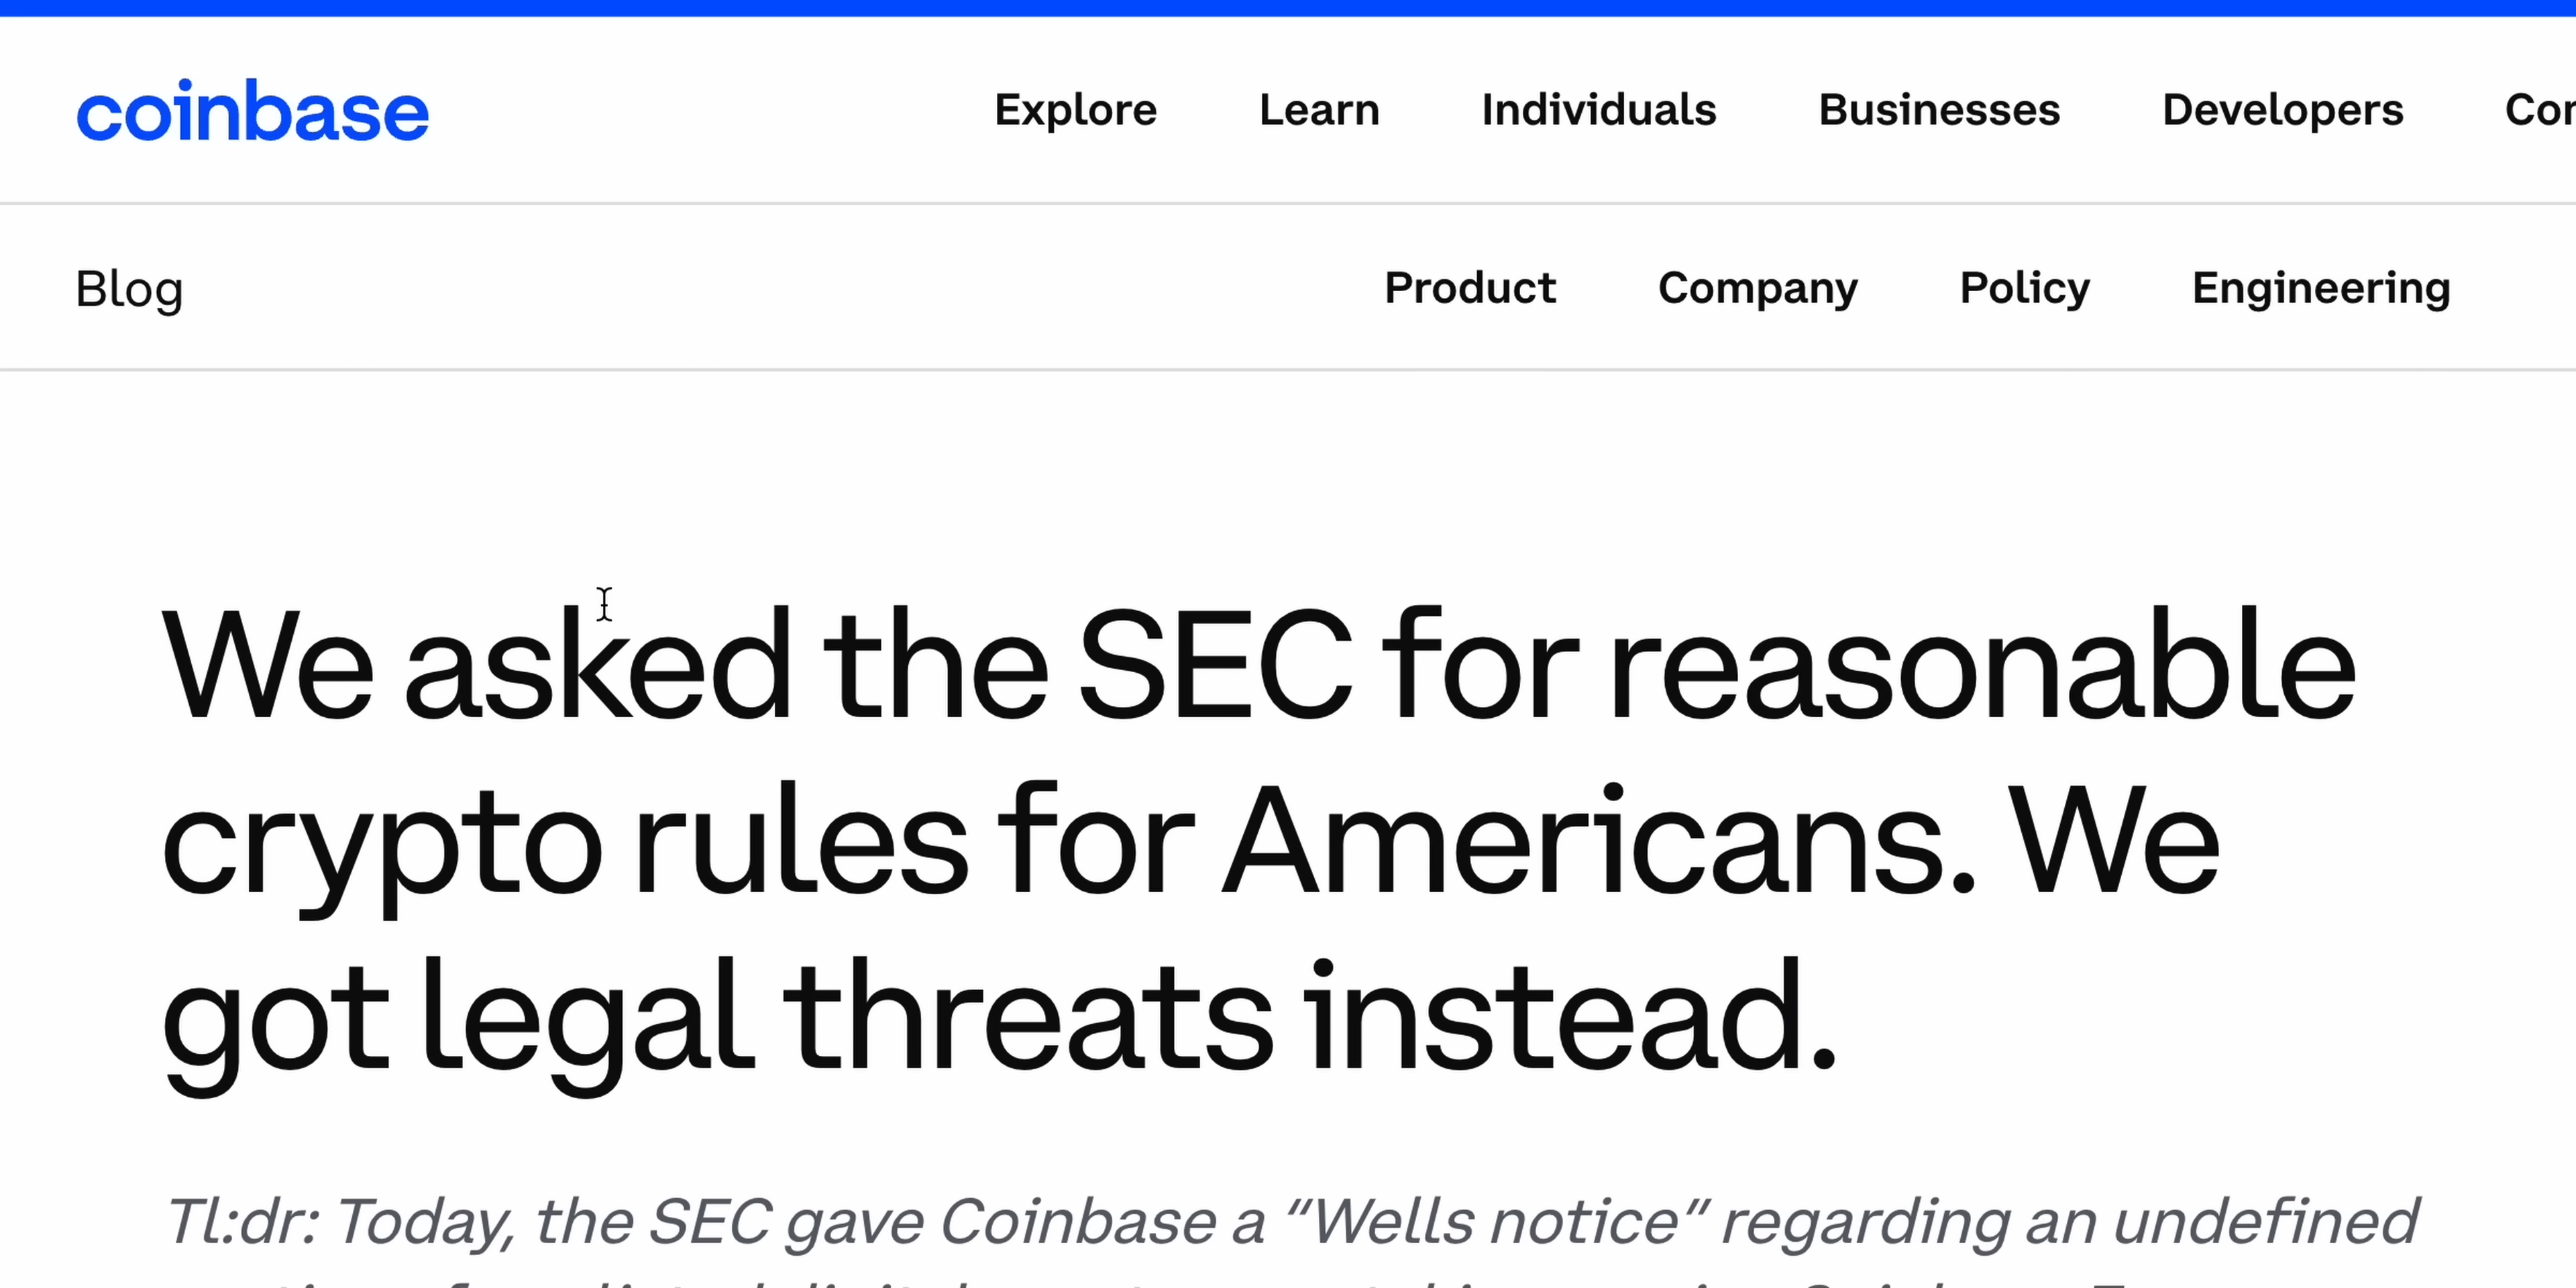 coinbase
Explore Learn Individuals Businesses Developers
Blog
Product Company Policy Engineering
We asked the SEC for reasonable
crypto rules for Americans. We
got legal threats instead.
Tl:dr: Today, the SEC gave Coinbase a “Wells notice” regarding an undefined